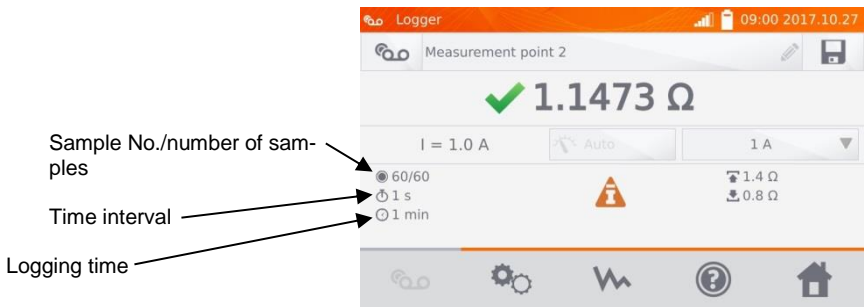 Logger
09:00 2017.10.27
Measurement point 2
1.1473 Ω
I = 1.0 A
Auto
1 A
Sample No./number of sam-
ples
60/60
1.4 Ω
1 s
0.8 Ω
Time interval
1 min
Logging time